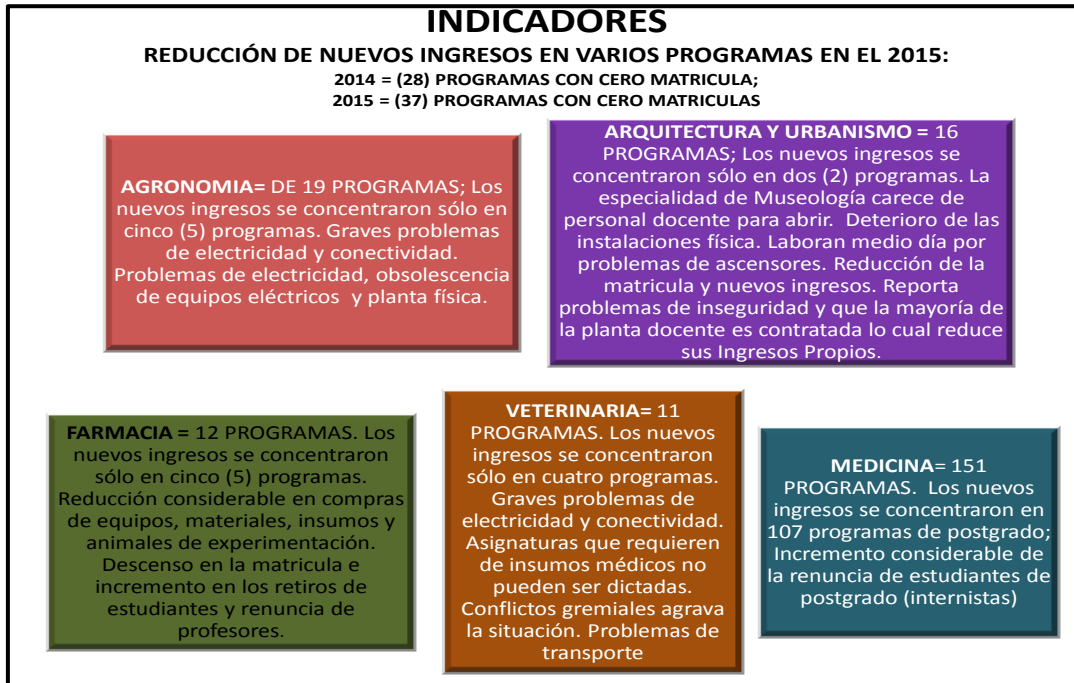 INDICADORES
REDUCCIÓN DE NUEVOS INGRESOS EN VARIOS PROGRAMAS EN EL 2015:
2014 = (28) PROGRAMAS CON CERO MATRICULA;
2015 = (37) PROGRAMAS CON CERO MATRICULAS
AGRONOMIA= DE 19 PROGRAMAS; Los
nuevos ingresos se concentraron sólo en
cinco (5) programas. Graves problemas
de electricidad y conectividad.
Problemas de electricidad, obsolescencia
de equipos eléctricos y planta física.
ARQUITECTURA Y URBANISMO = 16
PROGRAMAS; Los nuevos ingresos se
concentraron sólo en dos (2) programas. La
especialidad de Museología carece de
personal docente para abrir. Deterioro de las
instalaciones física. Laboran medio día por
problemas de ascensores. Reducción de la
matricula y nuevos ingresos. Reporta
problemas de inseguridad y que la mayoría de
la planta docente es contratada lo cual reduce
sus Ingresos Propios.
FARMACIA = 12 PROGRAMAS. Los
nuevos ingresos se concentraron
sólo en cinco (5) programas.
Reducción considerable en compras
de equipos, materiales, insumos y
animales de experimentación.
Descenso en la matricula e
incremento en los retiros de
estudiantes y renuncia de
profesores.
VETERINARIA= 11
PROGRAMAS. Los nuevos
ingresos se concentraron
sólo en cuatro programas.
Graves problemas de
electricidad y conectividad.
Asignaturas que requieren
de insumos médicos no
pueden ser dictadas.
Conflictos gremiales agrava
la situación. Problemas de
transporte
MEDICINA= 151
PROGRAMAS. Los nuevos
ingresos se concentraron en
107 programas de postgrado;
Incremento considerable de
la renuncia de estudiantes de
postgrado (internistas)